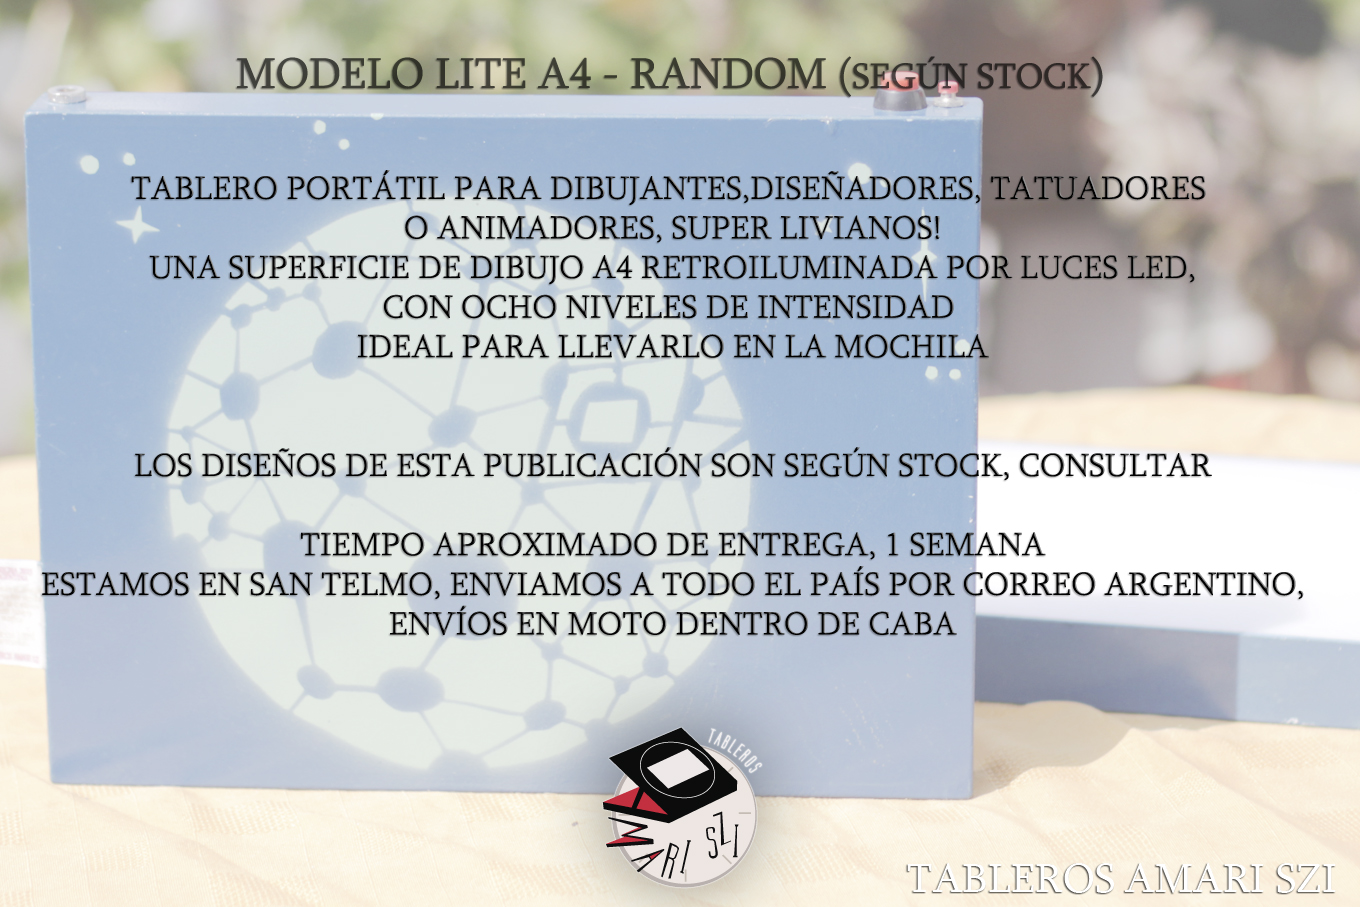 MODELO LITE A4 - RANDOM (SEGÚN STOCK)
TABLERO PORTÁTIL PARA DIBUJANTES,DISEÑADORES, TATUADORES
O ANIMADORES, SUPER LIVIANOS!
UNA SUPERFICIE DE DIBUJO A4 RETROILUMINADA POR LUCES LED,
CON OCHO NIVELES DE INTENSIDAD
IDEAL PARA LLEVARLO EN LA MOCHILA
LOS DISEÑOS DE ESTA PUBLICACIÓN SON SEGÚN STOCK, CONSULTAR
TIEMPO APROXIMADO DE ENTREGA, 1 SEMANA
ESTAMOS EN SAN TELMO, ENVIAMOS A TODO EL PAÍS POR CORREO ARGENTINO,
ENVÍOS EN MOTO DENTRO DE CABA
TABLEROS
AMARI SZI
TABLEROS AMARI SZI